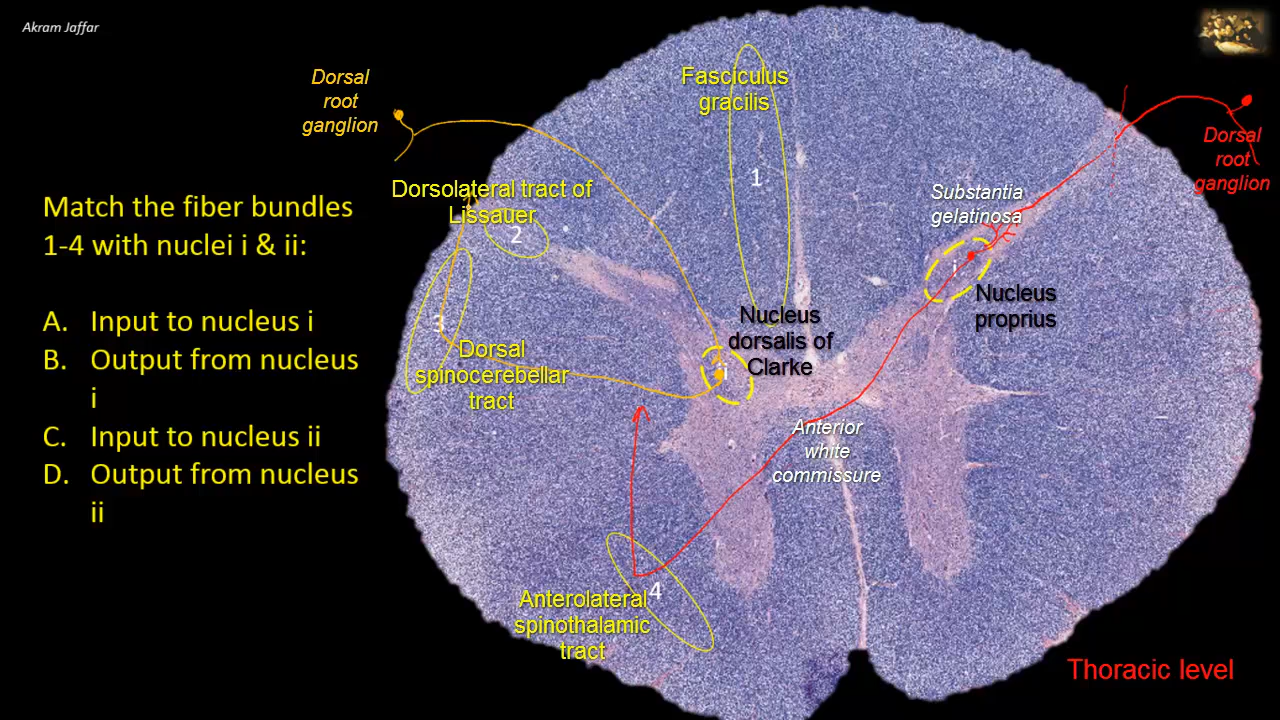 Akram Jaffar
Dorsal
root
ganglion
Fasciculus
gracilis
Dorsal
root
ganglion
1
Dorsolateral tract of
Lissauer
2
Substantia
gelatinosa
Match the fiber bundles
1-4 with nuclei i & ii:
A. Input to nucleus i
B. Output from nucleus
i
C. Input to nucleus ii
D. Output from nucleus
ii
i
Nucleus
proprius
3
Nucleus
dorsalis of
Clarke
Dorsal
spinocerebellar
tract
Anterior
white
commissure
4
Anterolateral
spinothalamic
tract
Thoracic level